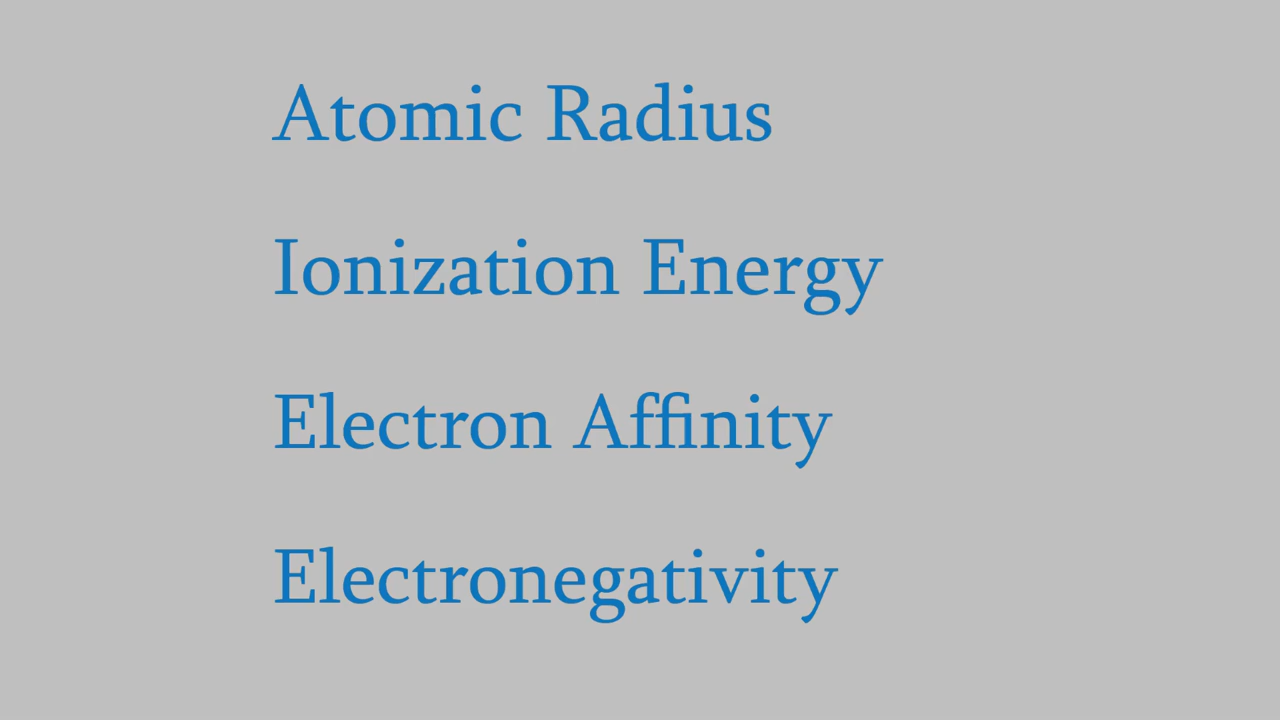 Atomic Radius
Ionization Energy
Electron Affinity
Electronegativity